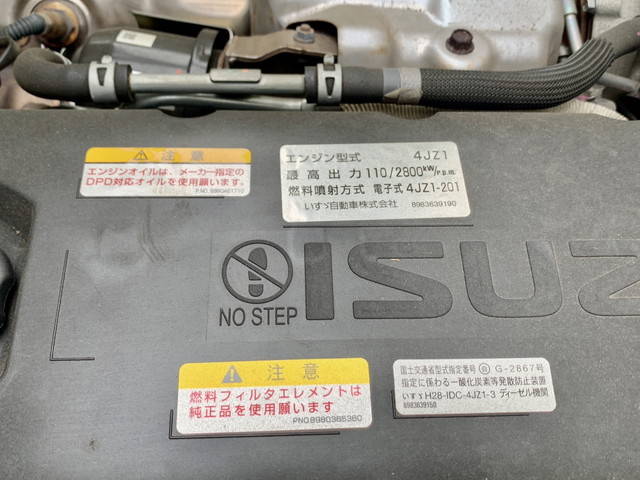 注意
エンジンオイルは、メーカー指定の
DPD対応オイルを使用願います。
エンジン型式 4JZ1
最高出力 110/2800kW/r.p.m.
燃料噴射方式 電子式 4JZ1-201
いすゞ自動車株式会社 8983639190
NO STEP
ISUZ
注意
燃料フィルタエレメントは
純正品を使用願います
P.NO.8980365360
国土交通省型式指定番号 自 G-2867号
指定に係わる一酸化炭素等発散防止装置
いすゞH28-IDC-4JZ1-3 ディーゼル機関
8983639150